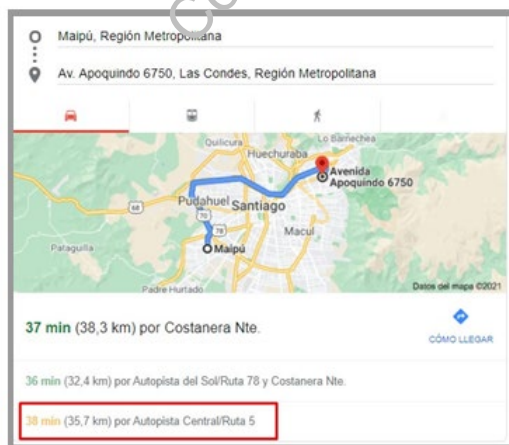 Maipú, Región Metropolitana
Av. Apoquindo 6750, Las Condes, Región Metropolitana
Quilicura
Lo Barnechea
Huechuraba
Avenida
Apoquindo 6750
68
Pudahuel
Santiago
70
78
Macul
Pataguilla
Maipú
Padre Hurtado
Datos del mapa ©2021
37 min (38,3 km) por Costanera Nte.
CÓMO LLEGAR
36 min (32,4 km) por Autopista del Sol/Ruta 78 y Costanera Nte.
38 min (35,7 km) por Autopista Central/Ruta 5